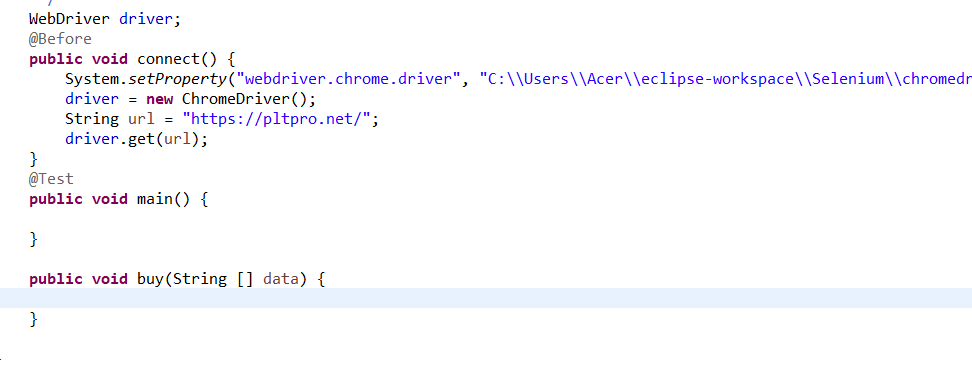 WebDriver driver;
@Before
public void connect() {
System.setProperty("webdriver.chrome.driver", "C:\\Users\\Acer\\eclipse-workspace\\Selenium\\chromedr
driver = new ChromeDriver();
String url = "https://pltpro.net/";
driver.get(url);
}
@Test
public void main() {
}
public void buy(String [] data) {
}